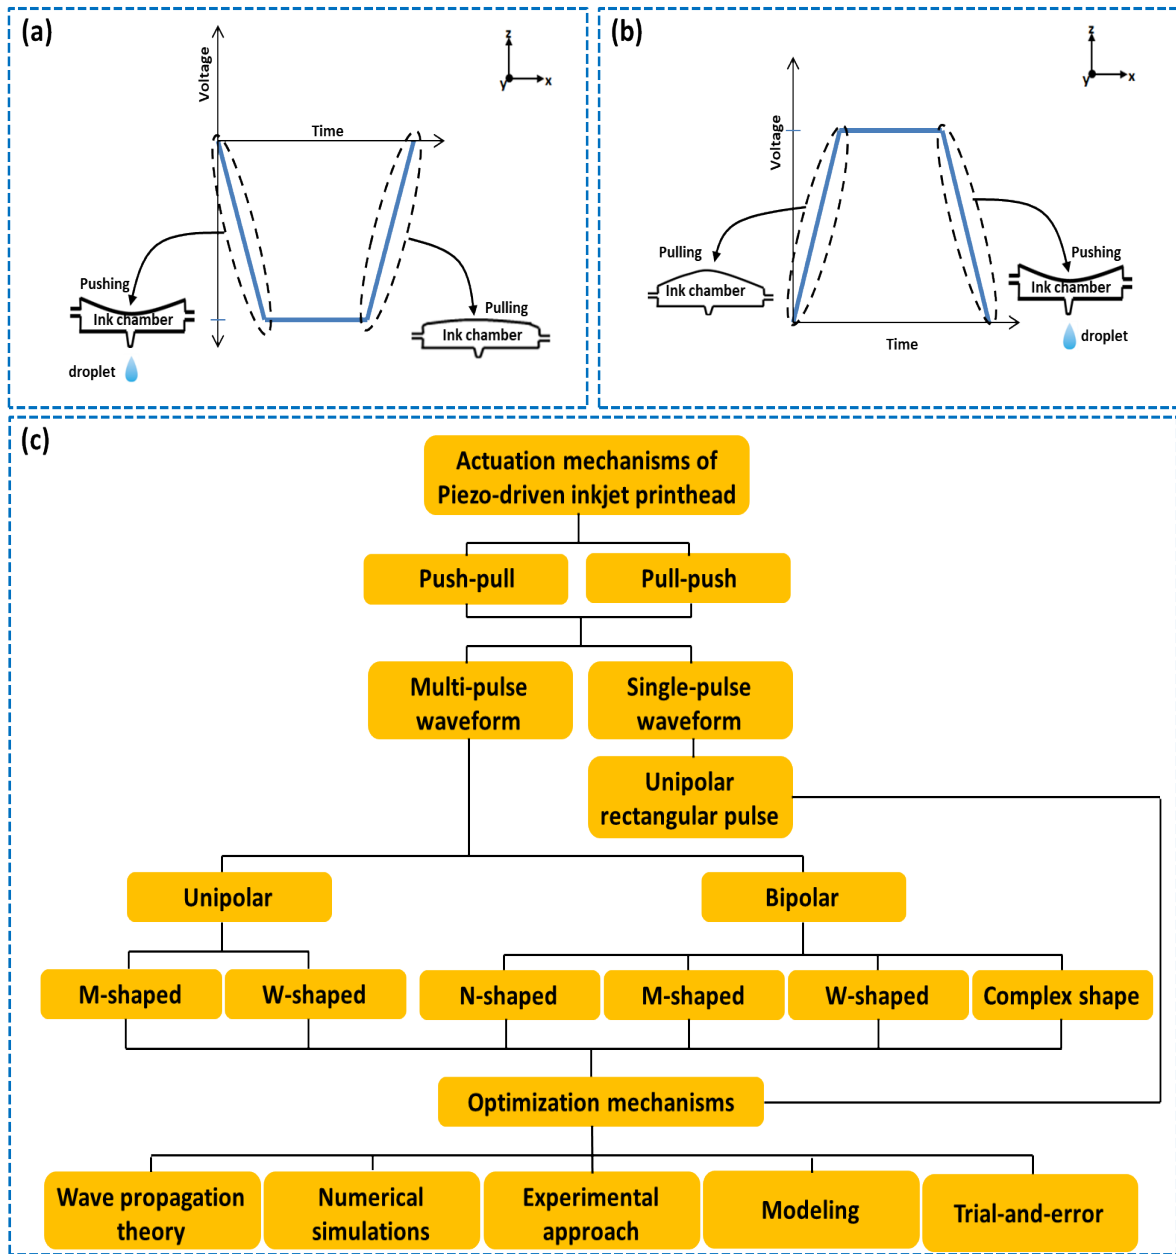 (a)
Voltage
z
y
x
Time
Pushing
Ink chamber
droplet
Pulling
Ink chamber
(b)
Voltage
z
y
x
Pulling
Ink chamber
Pushing
Ink chamber
droplet
Time
(c)
Actuation mechanisms of
Piezo-driven inkjet printhead
Push-pull
Pull-push
Multi-pulse
waveform
Single-pulse
waveform
Unipolar
rectangular pulse
Unipolar
Bipolar
M-shaped
W-shaped
N-shaped
M-shaped
W-shaped
Complex shape
Optimization mechanisms
Wave propagation
theory
Numerical
simulations
Experimental
approach
Modeling
Trial-and-error